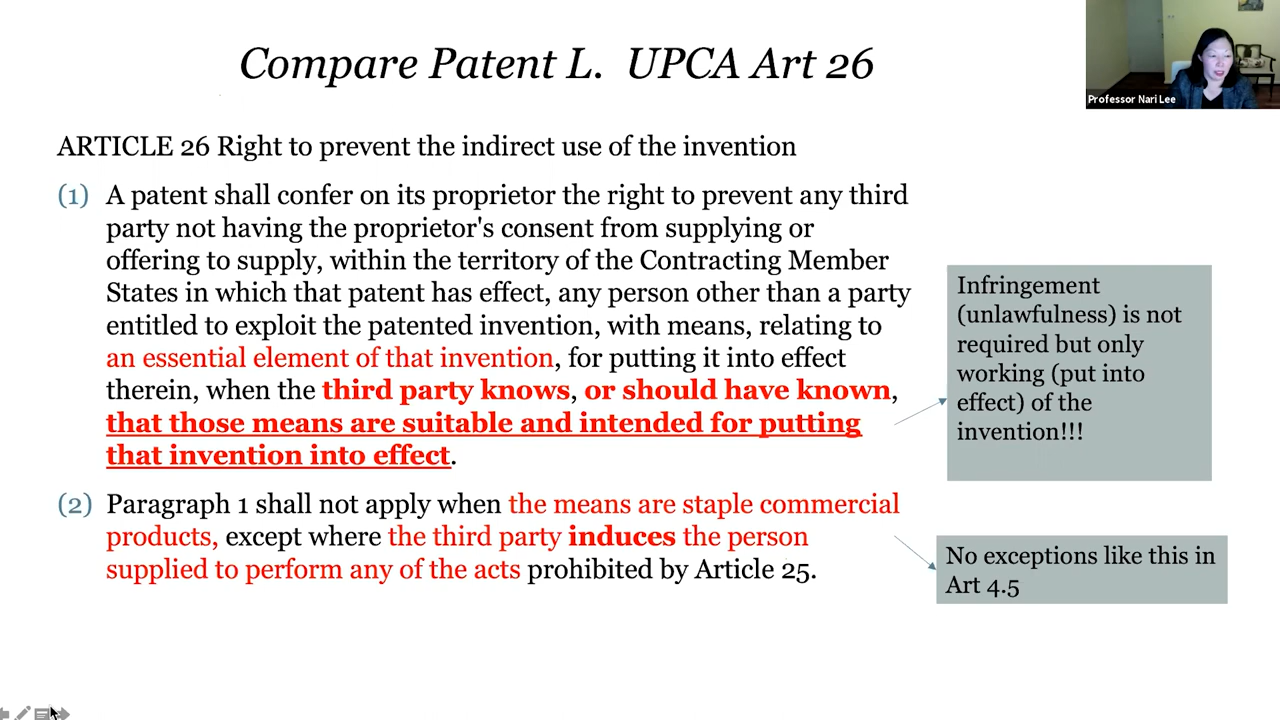 Compare Patent L. UPCA Art 26
Professor Nari Lee
ARTICLE 26 Right to prevent the indirect use of the invention
(1) A patent shall confer on its proprietor the right to prevent any third
party not having the proprietor's consent from supplying or
offering to supply, within the territory of the Contracting Member
States in which that patent has effect, any person other than a party
entitled to exploit the patented invention, with means, relating to
an essential element of that invention, for putting it into effect
therein, when the third party knows, or should have known,
that those means are suitable and intended for putting
that invention into effect.
(2) Paragraph 1 shall not apply when the means are staple commercial
products, except where the third party induces the person
supplied to perform any of the acts prohibited by Article 25.
Infringement
(unlawfulness) is not
required but only
working (put into
effect) of the
invention!!!
No exceptions like this in
Art 4.5